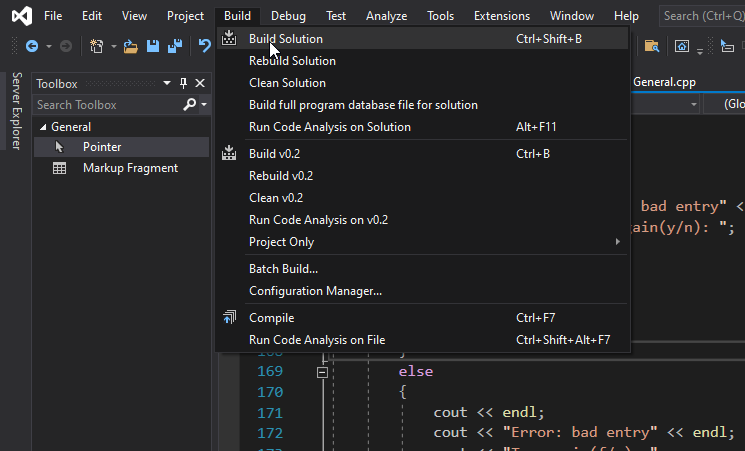 File Edit View Project Build Debug Test Analyze Tools Extensions Window Help Search (Ctrl+Q)
Server Explorer
Toolbox
Search Toolbox
General
Pointer
Markup Fragment
Build Solution Ctrl+Shift+B
Rebuild Solution
Clean Solution
Build full program database file for solution
Run Code Analysis on Solution Alt+F11
Build v0.2 Ctrl+B
Rebuild v0.2
Clean v0.2
Run Code Analysis on v0.2
Project Only
Batch Build...
Configuration Manager...
Compile Ctrl+F7
Run Code Analysis on File Ctrl+Shift+Alt+F7
General.cpp
(Glo
bad entry" <
ain(y/n): ";
168 }
169 else
170 {
171 cout << endl;
172 cout << "Error: bad entry" << endl;